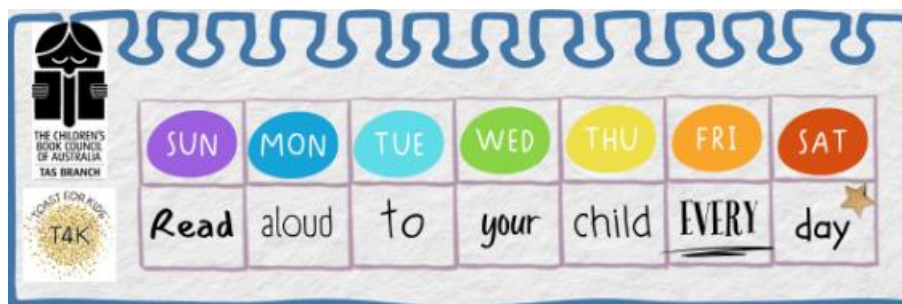 THE CHILDREN'S
BOOK COUNCIL
OF AUSTRALIA
TAS BRANCH
TOAST FOR KIDS
T4K
SUN MON TUE WED THU FRI SAT
Read aloud to your child EVERY day